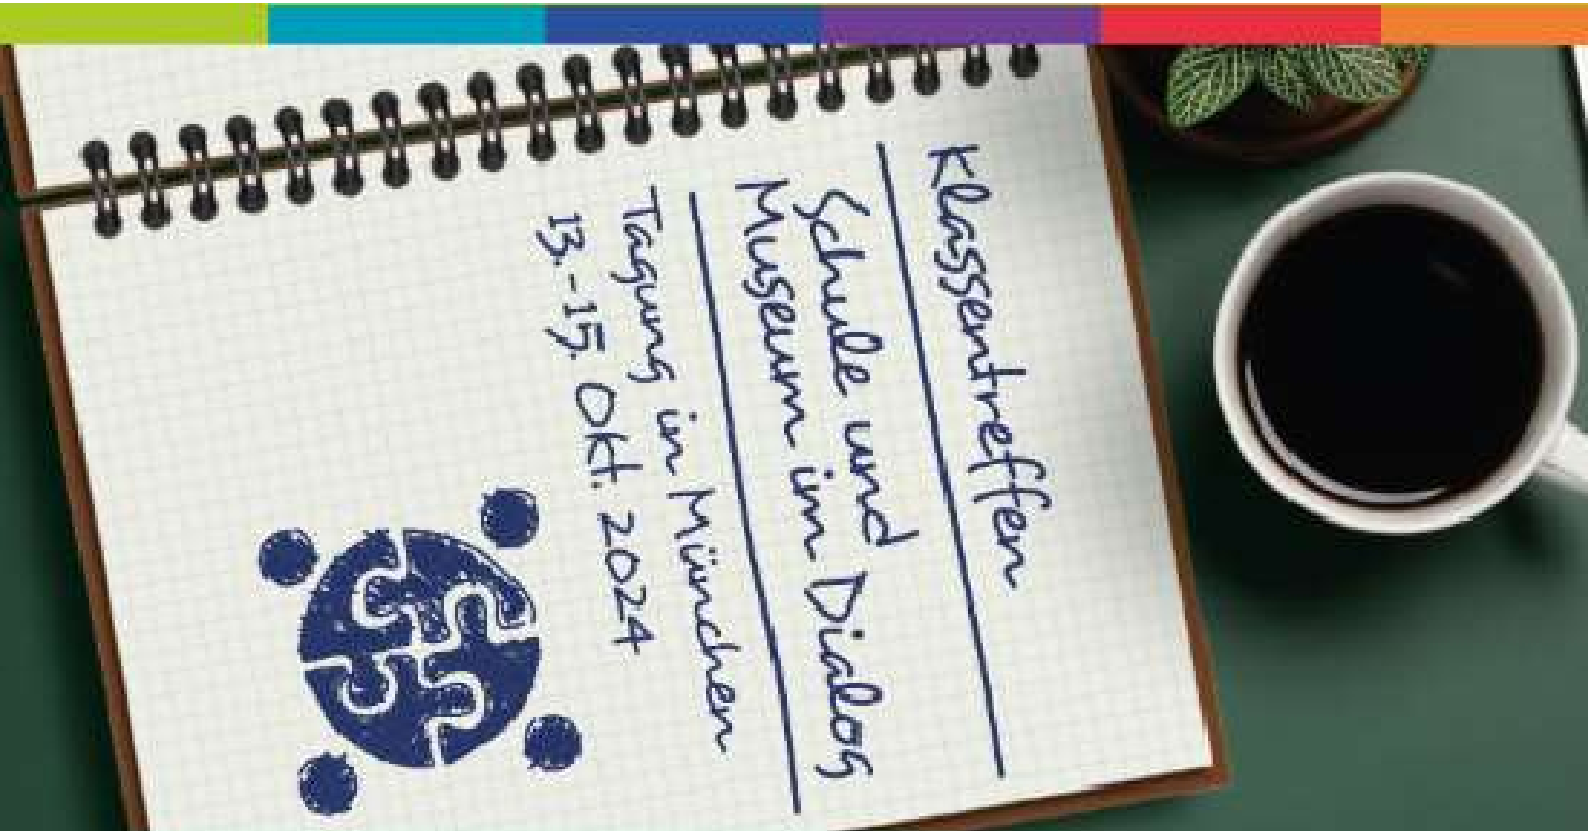 Klassentreffen
Schule und
Museum im Dialog
Tagung in München
13.-15. Okt. 2024